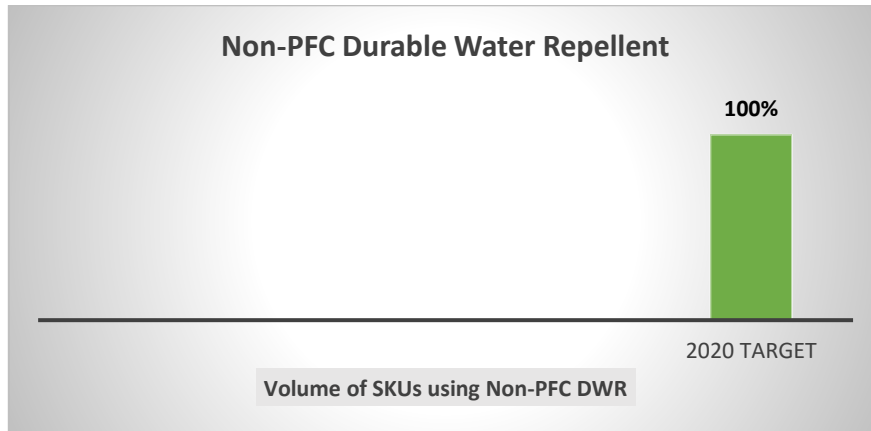 Non-PFC Durable Water Repellent
100%
2020 TARGET
Volume of SKUs using Non-PFC DWR